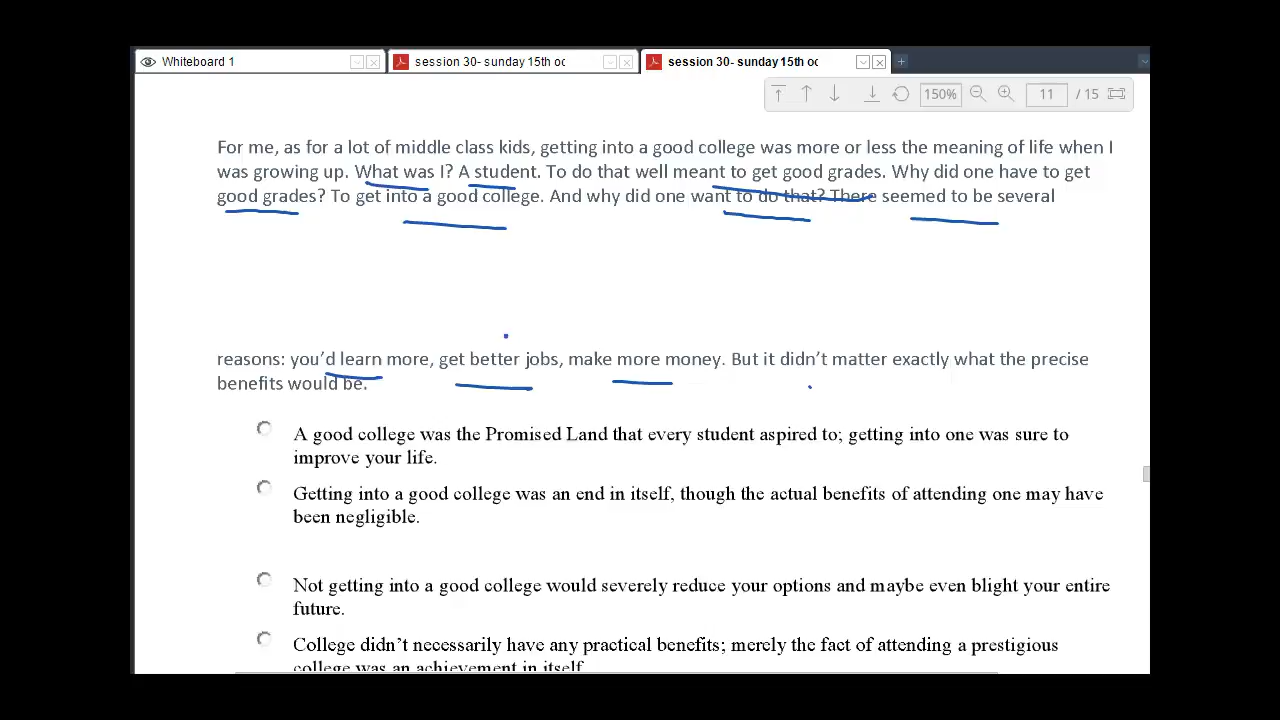 Whiteboard 1
session 30- sunday 15th oc
session 30- sunday 15th oc
150%
11 / 15
For me, as for a lot of middle class kids, getting into a good college was more or less the meaning of life when I
was growing up. What was I? A student. To do that well meant to get good grades. Why did one have to get
good grades? To get into a good college. And why did one want to do that? There seemed to be several
reasons: you’d learn more, get better jobs, make more money. But it didn’t matter exactly what the precise
benefits would be.
A good college was the Promised Land that every student aspired to; getting into one was sure to
improve your life.
Getting into a good college was an end in itself, though the actual benefits of attending one may have
been negligible.
Not getting into a good college would severely reduce your options and maybe even blight your entire
future.
College didn’t necessarily have any practical benefits; merely the fact of attending a prestigious
college was an achievement in itself.